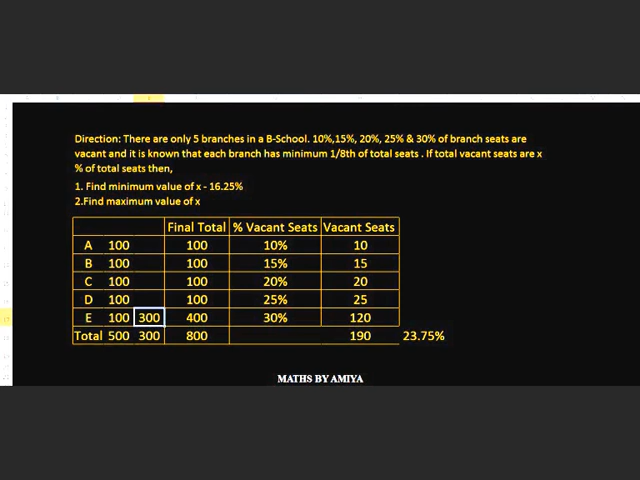 Direction: There are only 5 branches in a B-School. 10%,15%, 20%, 25% & 30% of branch seats are
vacant and it is known that each branch has minimum 1/8th of total seats . If total vacant seats are x
% of total seats then,
1. Find minimum value of x - 16.25%
2.Find maximum value of x
Final Total % Vacant Seats Vacant Seats
A 100 100 10% 10
B 100 100 15% 15
C 100 100 20% 20
D 100 100 25% 25
E 100 300 400 30% 120
Total 500 300 800 190 23.75%
MATHS BY AMIYA